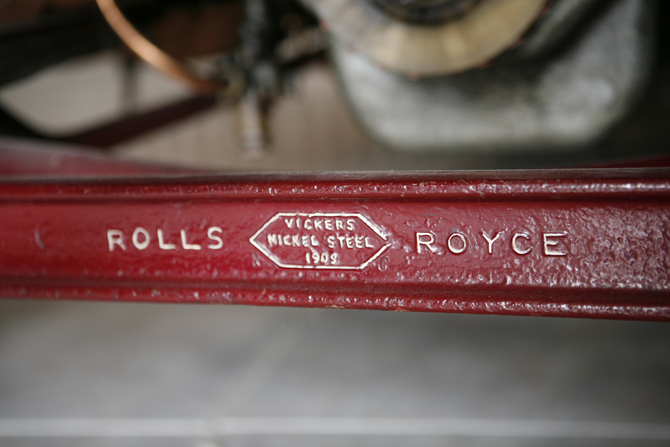 ROLLS
VICKERS
NICKEL STEEL
1909
ROYCE